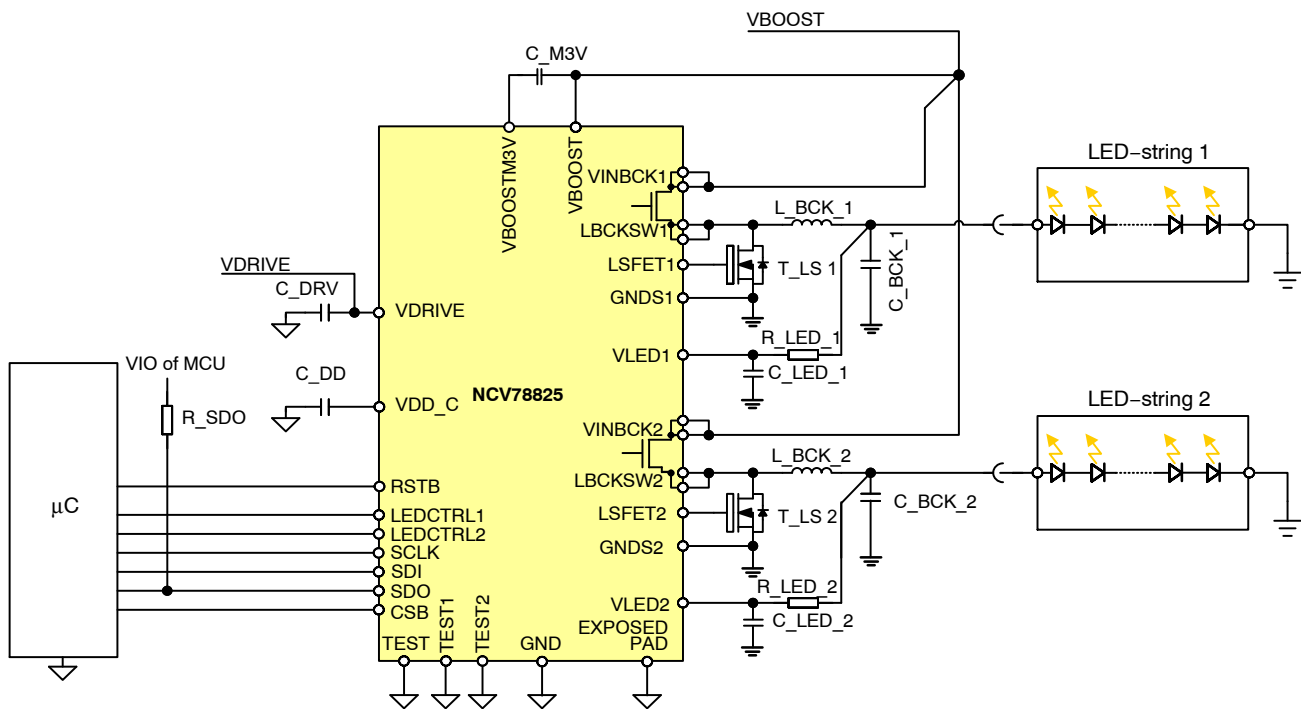 VBOOST
C_M3V
VBOOSTM3V
VBOOST
VINBCK1
LBCKSW1
LSFET1
GNDS1
VLED1
L_BCK_1
T_LS 1
C_BCK_1
R_LED_1
C_LED_1
LED−string 1
VDRIVE
C_DRV
VDRIVE
VIO of MCU
R_SDO
C_DD
VDD_C
NCV78825
VINBCK2
LBCKSW2
LSFET2
GNDS2
VLED2
L_BCK_2
T_LS 2
C_BCK_2
R_LED_2
C_LED_2
LED−string 2
μC
RSTB
LEDCTRL1
LEDCTRL2
SCLK
SDI
SDO
CSB
TEST
TEST1
TEST2
GND
EXPOSED
PAD